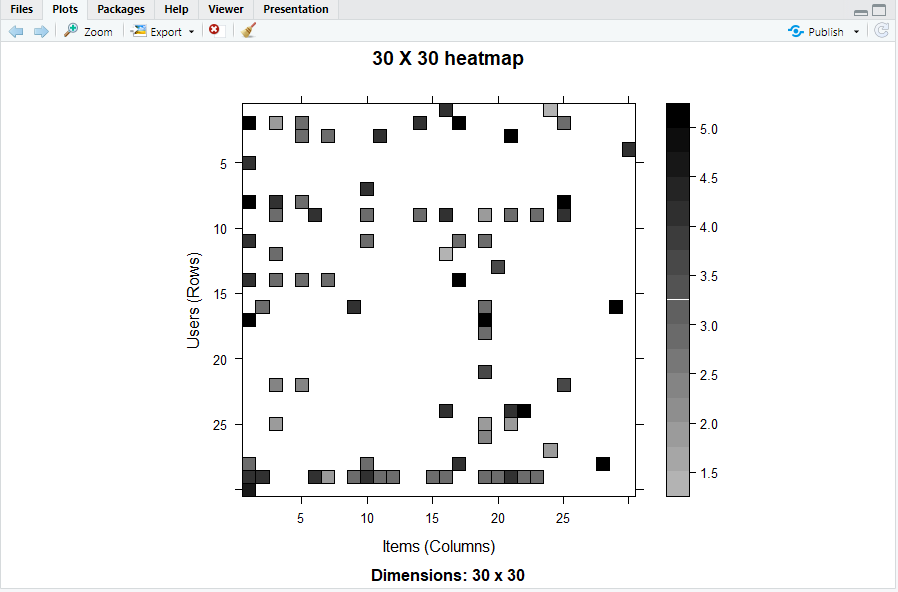 Files Plots Packages Help Viewer Presentation
Zoom Export Publish
30 X 30 heatmap
5
10
15
20
25
Users (Rows)
5 10 15 20 25
Items (Columns)
Dimensions: 30 x 30
5.0
4.5
4.0
3.5
3.0
2.5
2.0
1.5